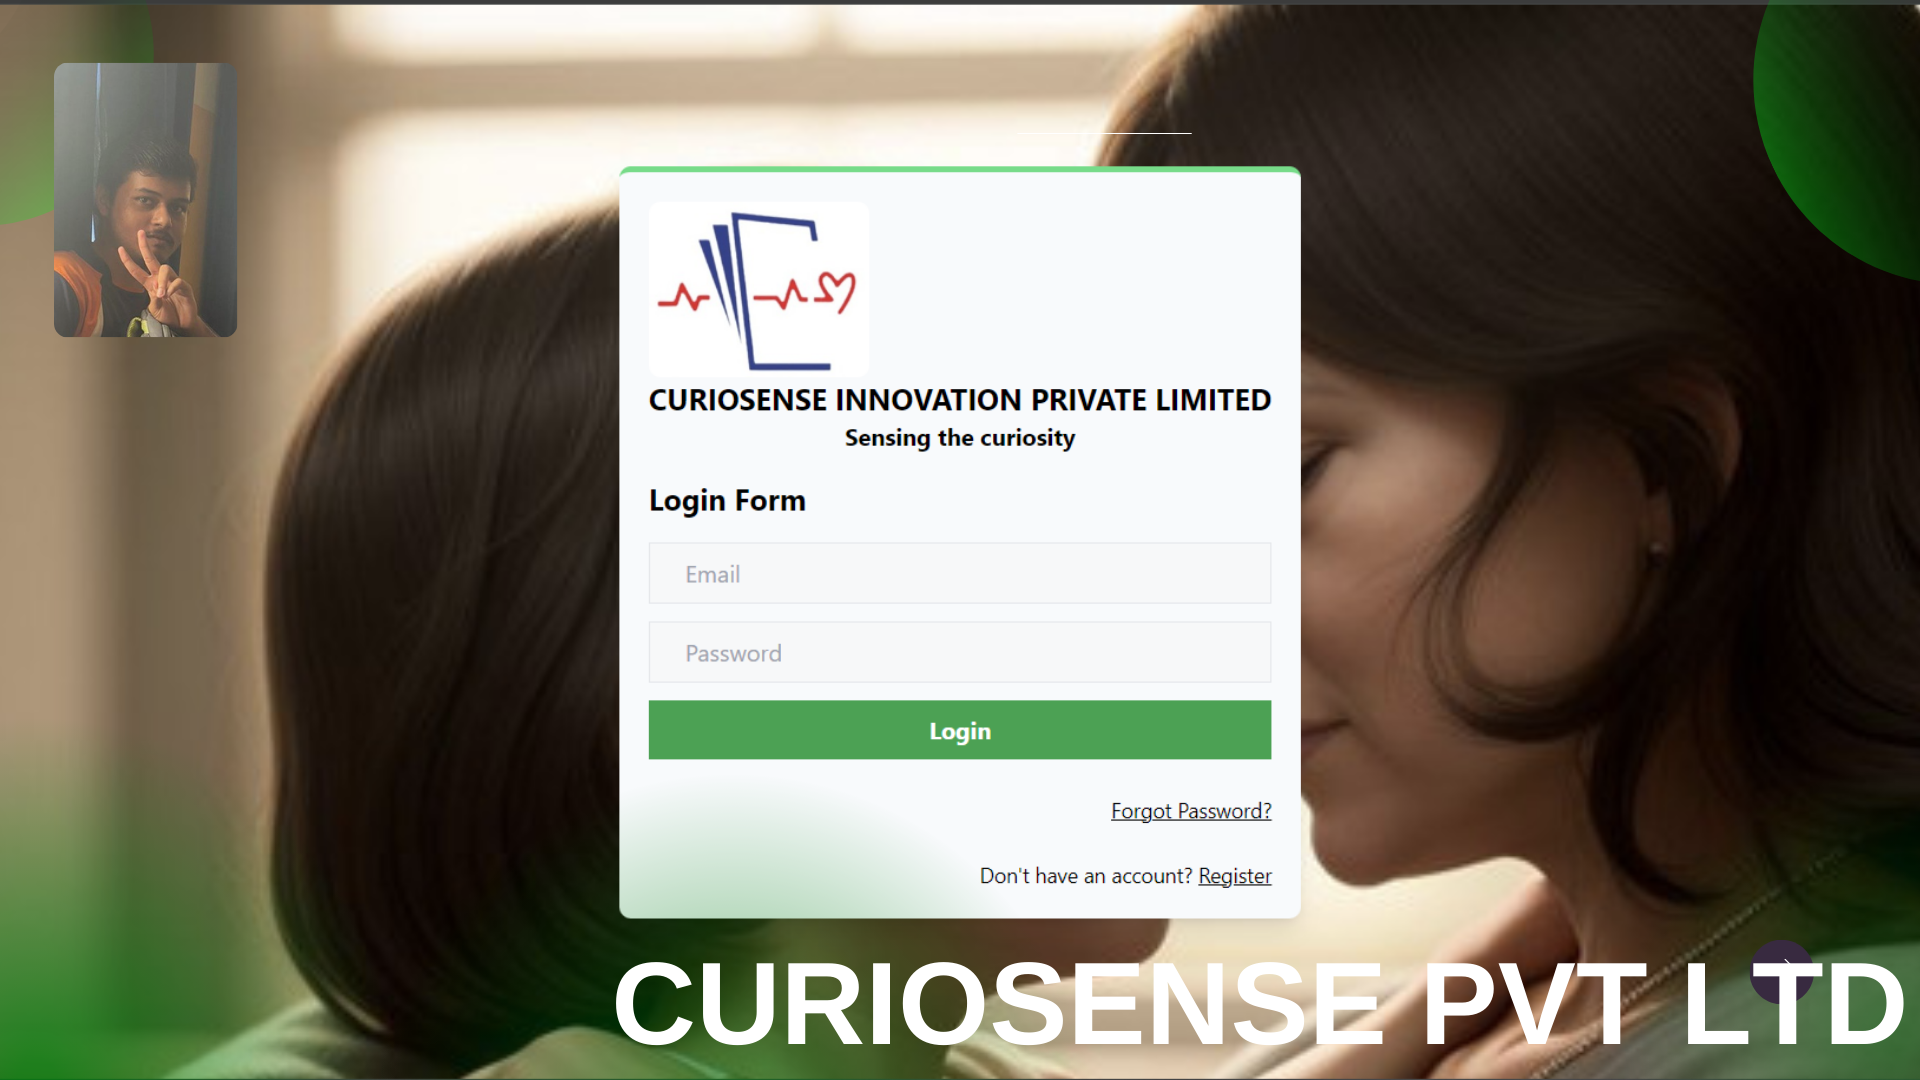 CURIOSENSE INNOVATION PRIVATE LIMITED
Sensing the curiosity
Login Form
Email
Password
Login
Forgot Password?
Don't have an account? Register
CURIOSENSE PVT LTD